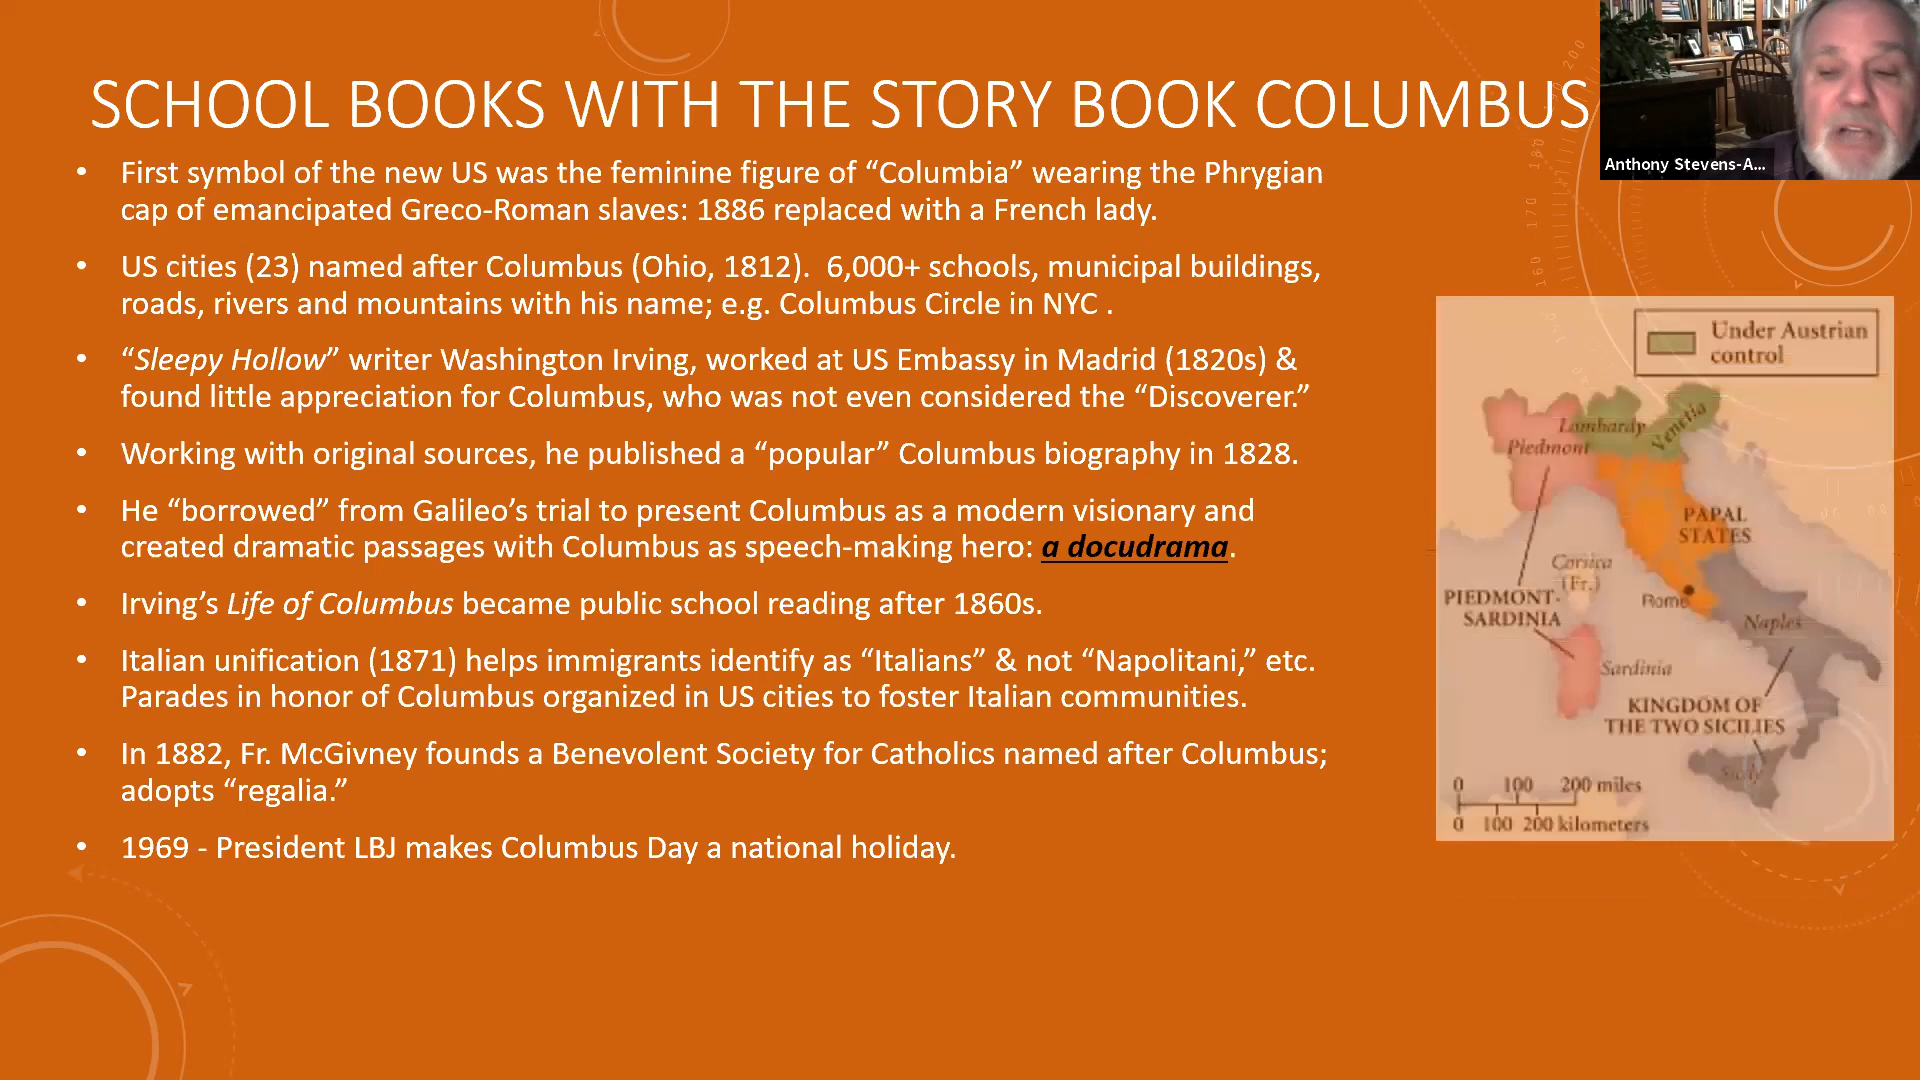 SCHOOL BOOKS WITH THE STORY BOOK COLUMBUS
• First symbol of the new US was the feminine figure of “Columbia” wearing the Phrygian
cap of emancipated Greco-Roman slaves: 1886 replaced with a French lady.
• US cities (23) named after Columbus (Ohio, 1812).  6,000+ schools, municipal buildings,
roads, rivers and mountains with his name; e.g. Columbus Circle in NYC .
• “Sleepy Hollow” writer Washington Irving, worked at US Embassy in Madrid (1820s) &
found little appreciation for Columbus, who was not even considered the “Discoverer.”
• Working with original sources, he published a “popular” Columbus biography in 1828.
• He “borrowed” from Galileo’s trial to present Columbus as a modern visionary and
created dramatic passages with Columbus as speech-making hero: a docudrama.
• Irving’s Life of Columbus became public school reading after 1860s.
• Italian unification (1871) helps immigrants identify as “Italians” & not “Napolitani,” etc.
Parades in honor of Columbus organized in US cities to foster Italian communities.
• In 1882, Fr. McGivney founds a Benevolent Society for Catholics named after Columbus;
adopts “regalia.”
• 1969 - President LBJ makes Columbus Day a national holiday.
Anthony Stevens-A...
200
180
170
160
Under Austrian
control
Lombardy
Venetia
Piedmont
PAPAL
STATES
Corsica
(Fr.)
PIEDMONT-
SARDINIA
Rome
Naples
Sardinia
KINGDOM OF
THE TWO SICILIES
Sicily
0 100 200 miles
0 100 200 kilometers